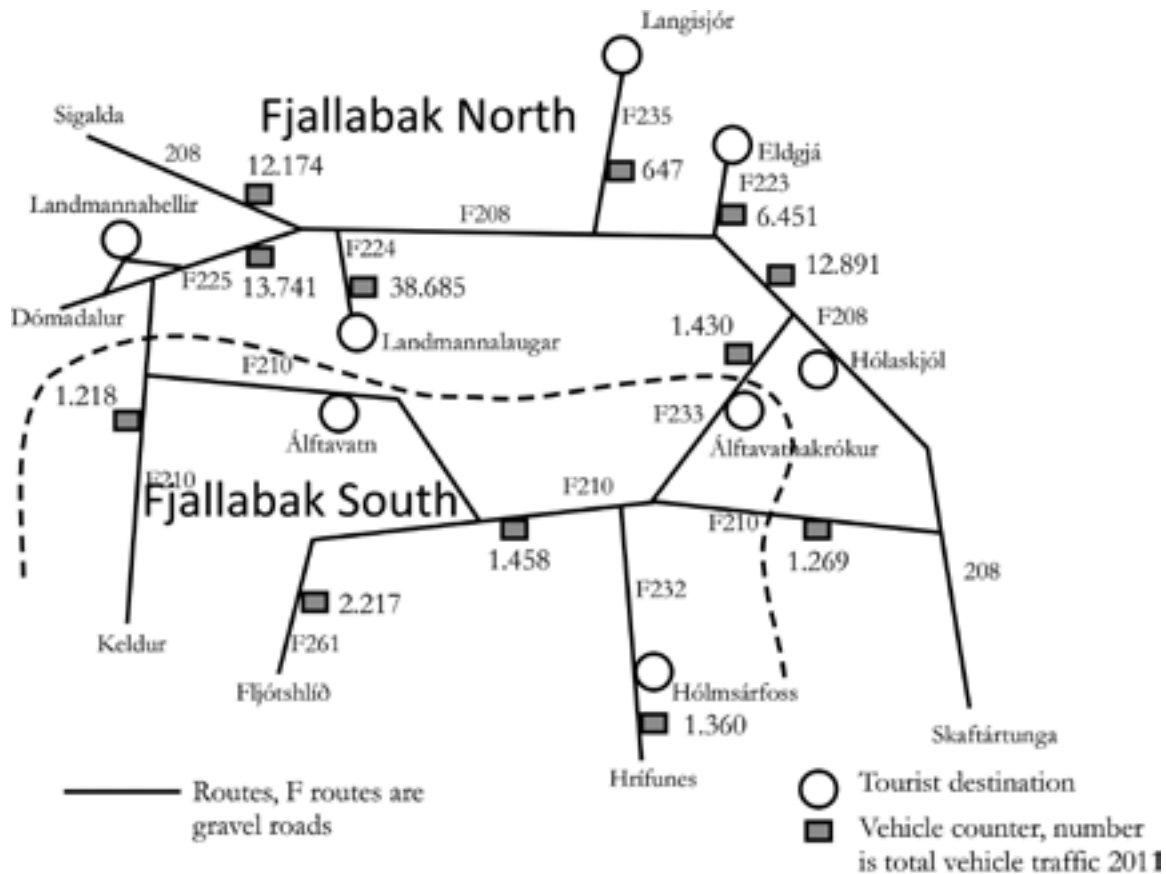 Langisjór
Sigalda
Fjallabak North
F235
208
12.174
647
Eldgjá
F223
Landmannahellir
F208
6.451
F224
F225
13.741
38.685
12.891
Dómadalur
F208
Landmannalaugar
1.430
F210
Hólaskjól
1.218
F233
Álftavatn
Álftavatnakrókur
F210
Fjallabak South
F210
F210
1.458
1.269
208
F232
2.217
Keldur
F261
Fljótshlíð
Hólmsárfoss
1.360
Skaftártunga
Hrífunes
Routes, F routes are
gravel roads
Tourist destination
Vehicle counter, number
is total vehicle traffic 2011